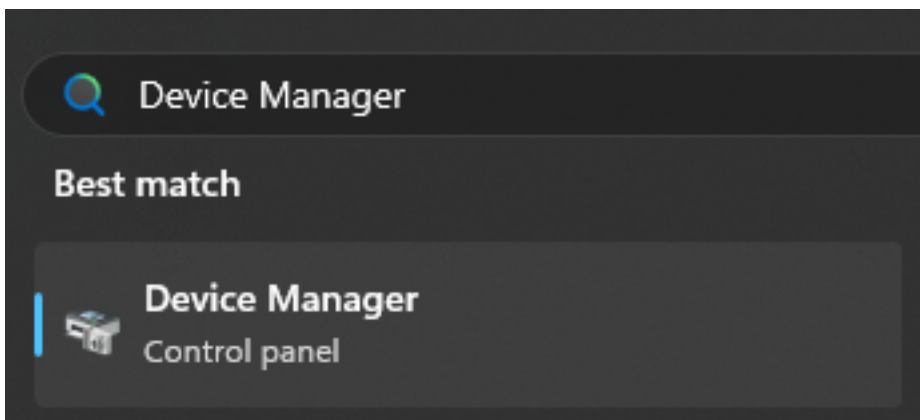 Device Manager
Best match
Device Manager
Control panel